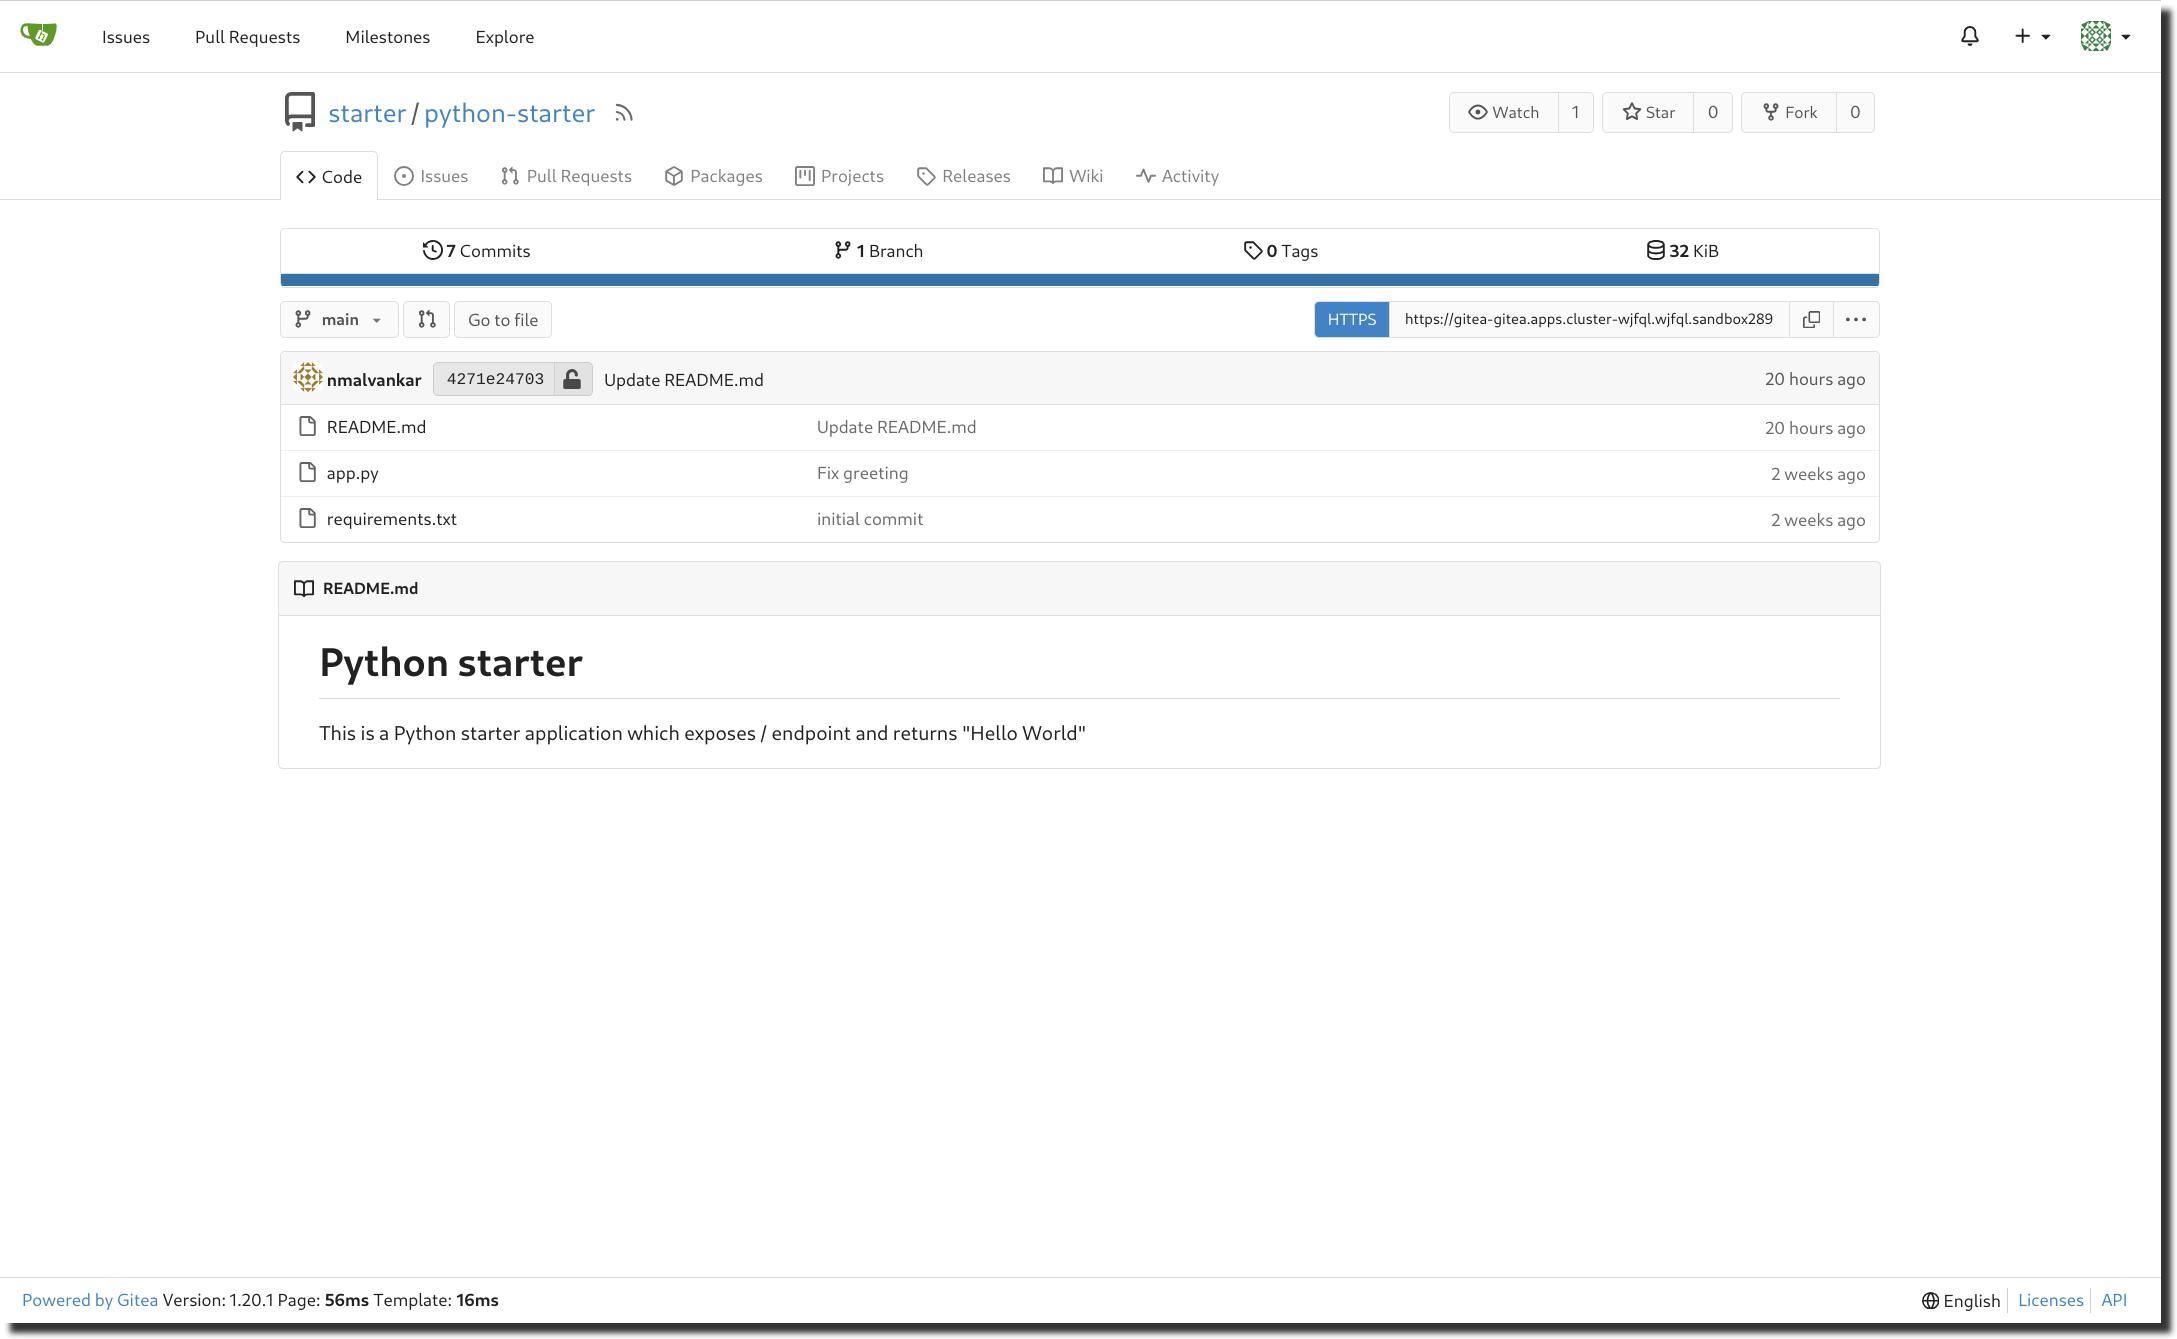 Issues Pull Requests Milestones Explore
starter / python-starter Watch 1 Star 0 Fork 0
Code Issues Pull Requests Packages Projects Releases Wiki Activity
7 Commits 1 Branch 0 Tags 32 KiB
main Go to file HTTPS https://gitea-gitea.apps.cluster-wjfql.wjfql.sandbox289
nmalvankar 4271e24703 Update README.md 20 hours ago
README.md Update README.md 20 hours ago
app.py Fix greeting 2 weeks ago
requirements.txt initial commit 2 weeks ago
README.md
Python starter
This is a Python starter application which exposes / endpoint and returns "Hello World"
Powered by Gitea Version: 1.20.1 Page: 56ms Template: 16ms English Licenses API